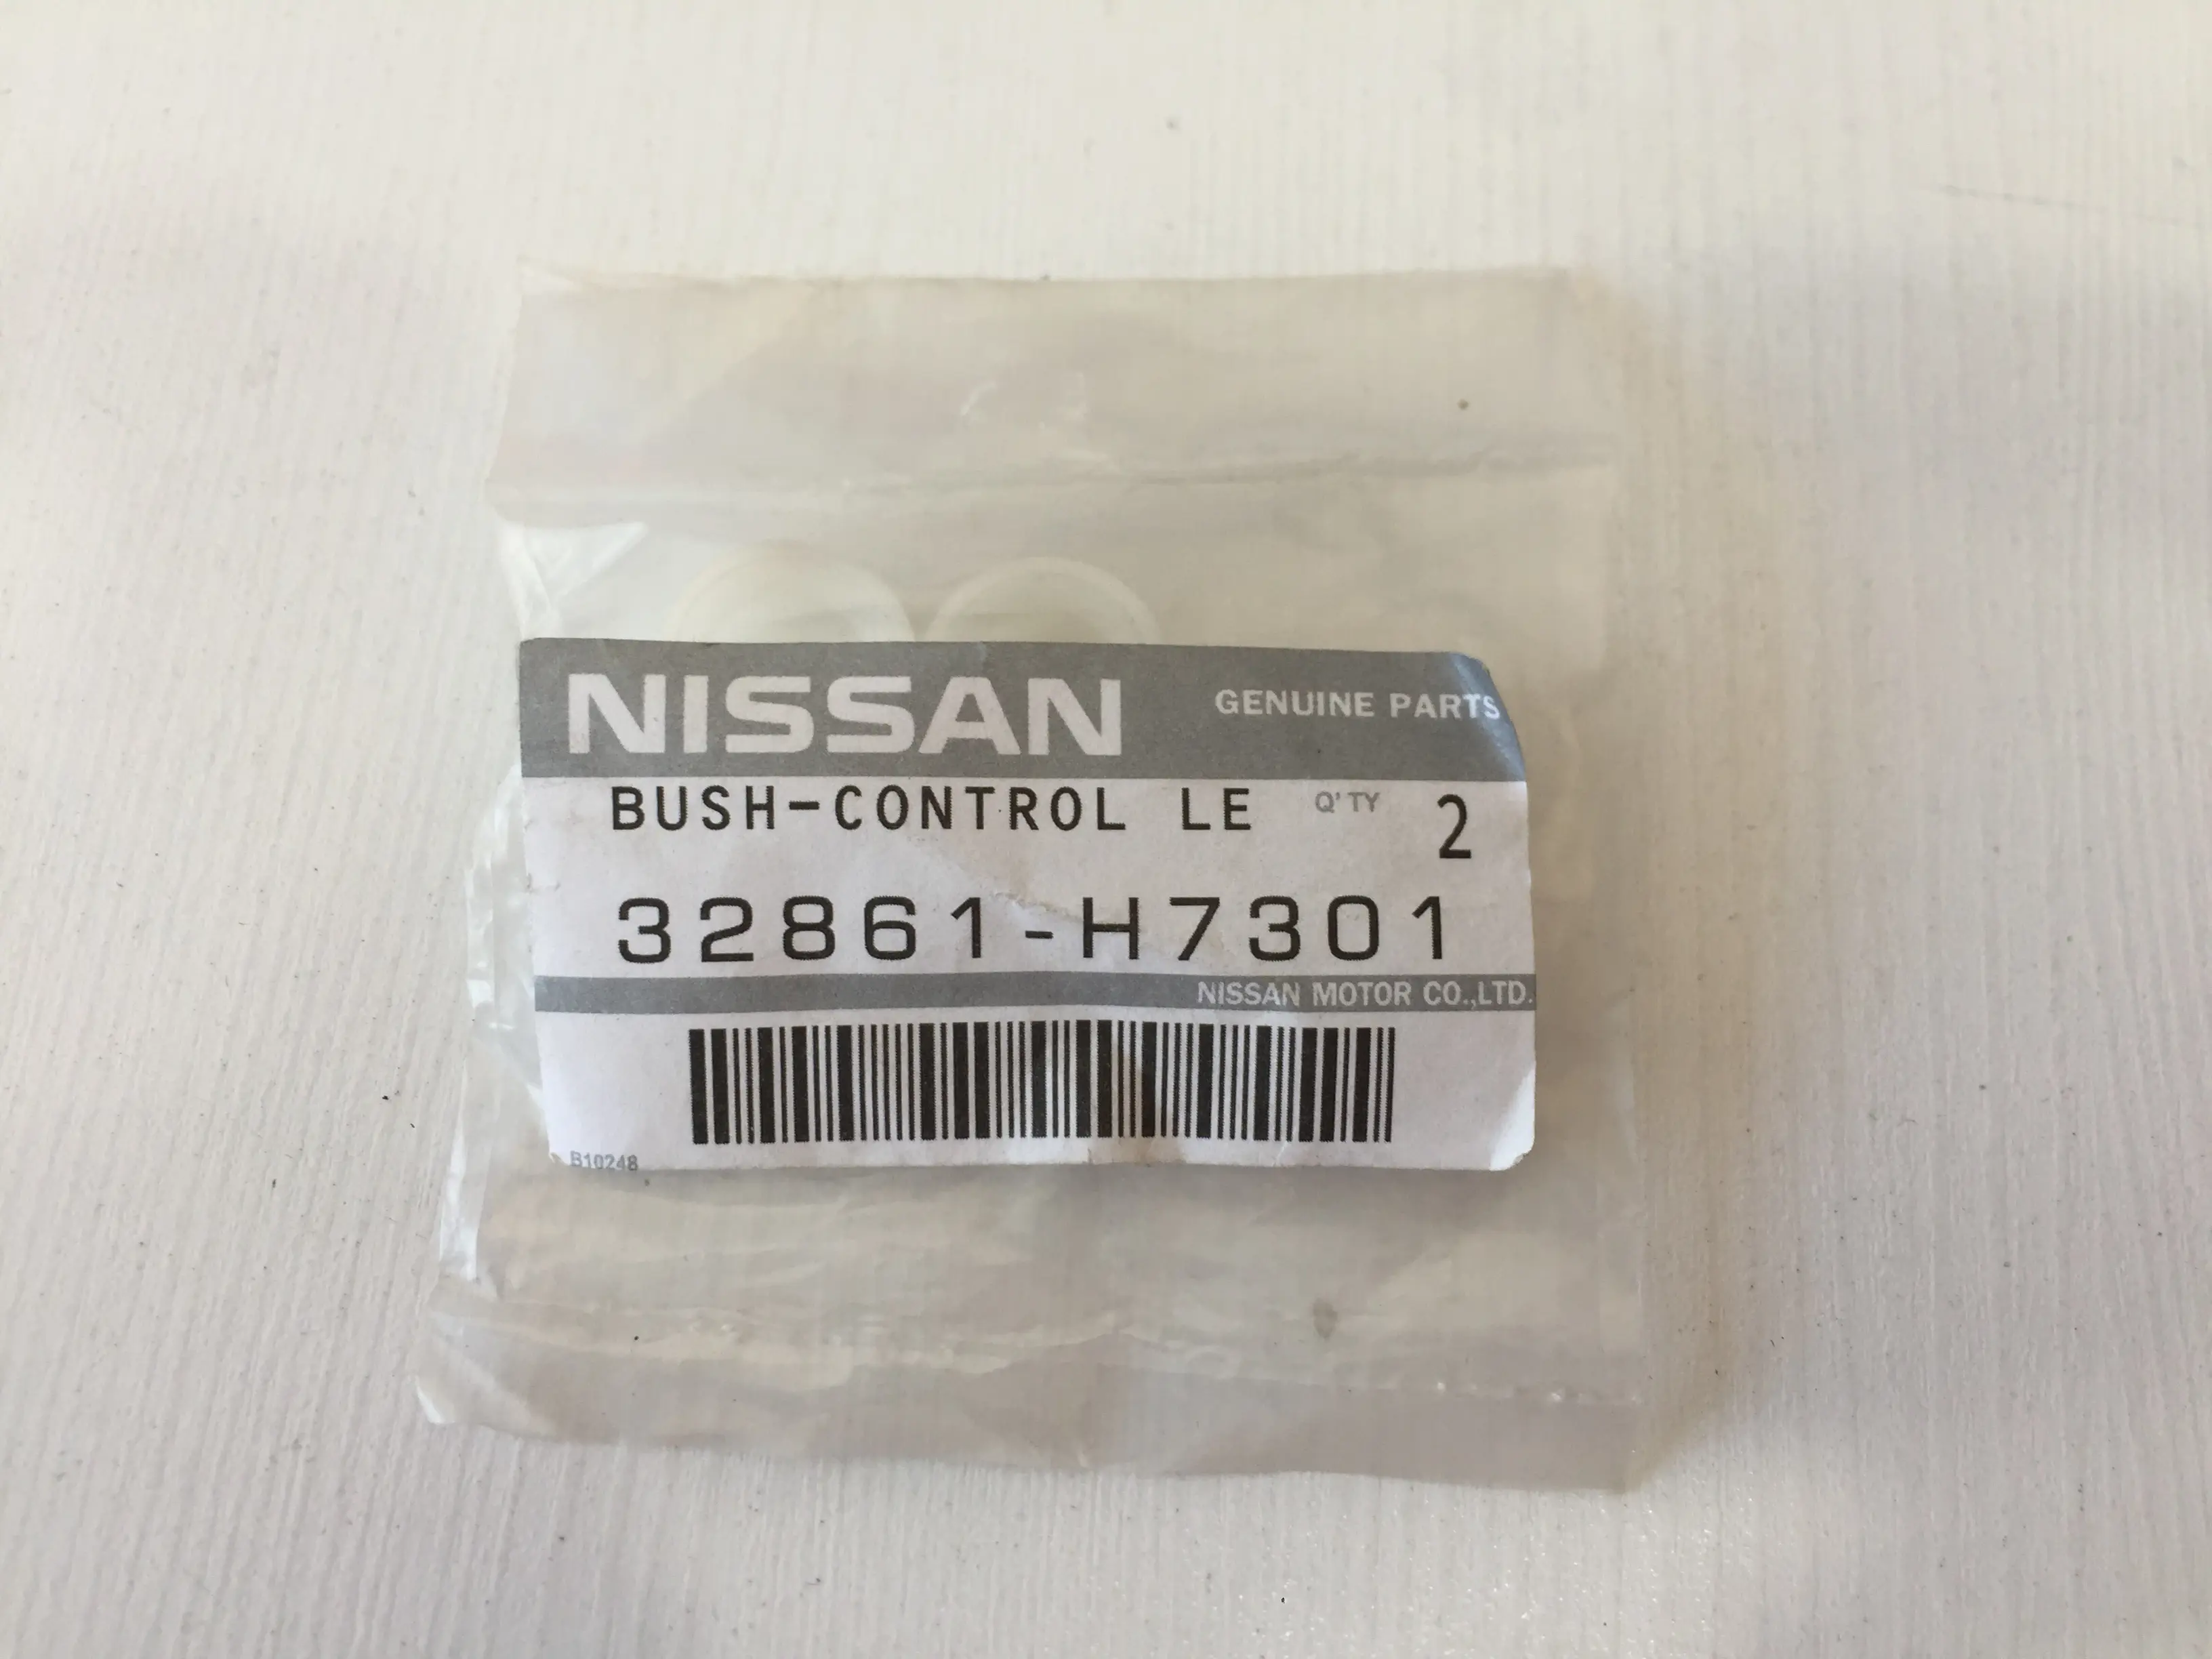 NISSAN GENUINE PARTS
BUSH-CONTROL LE Q'TY 2
32861-H7301
NISSAN MOTOR CO.,LTD.
B10248